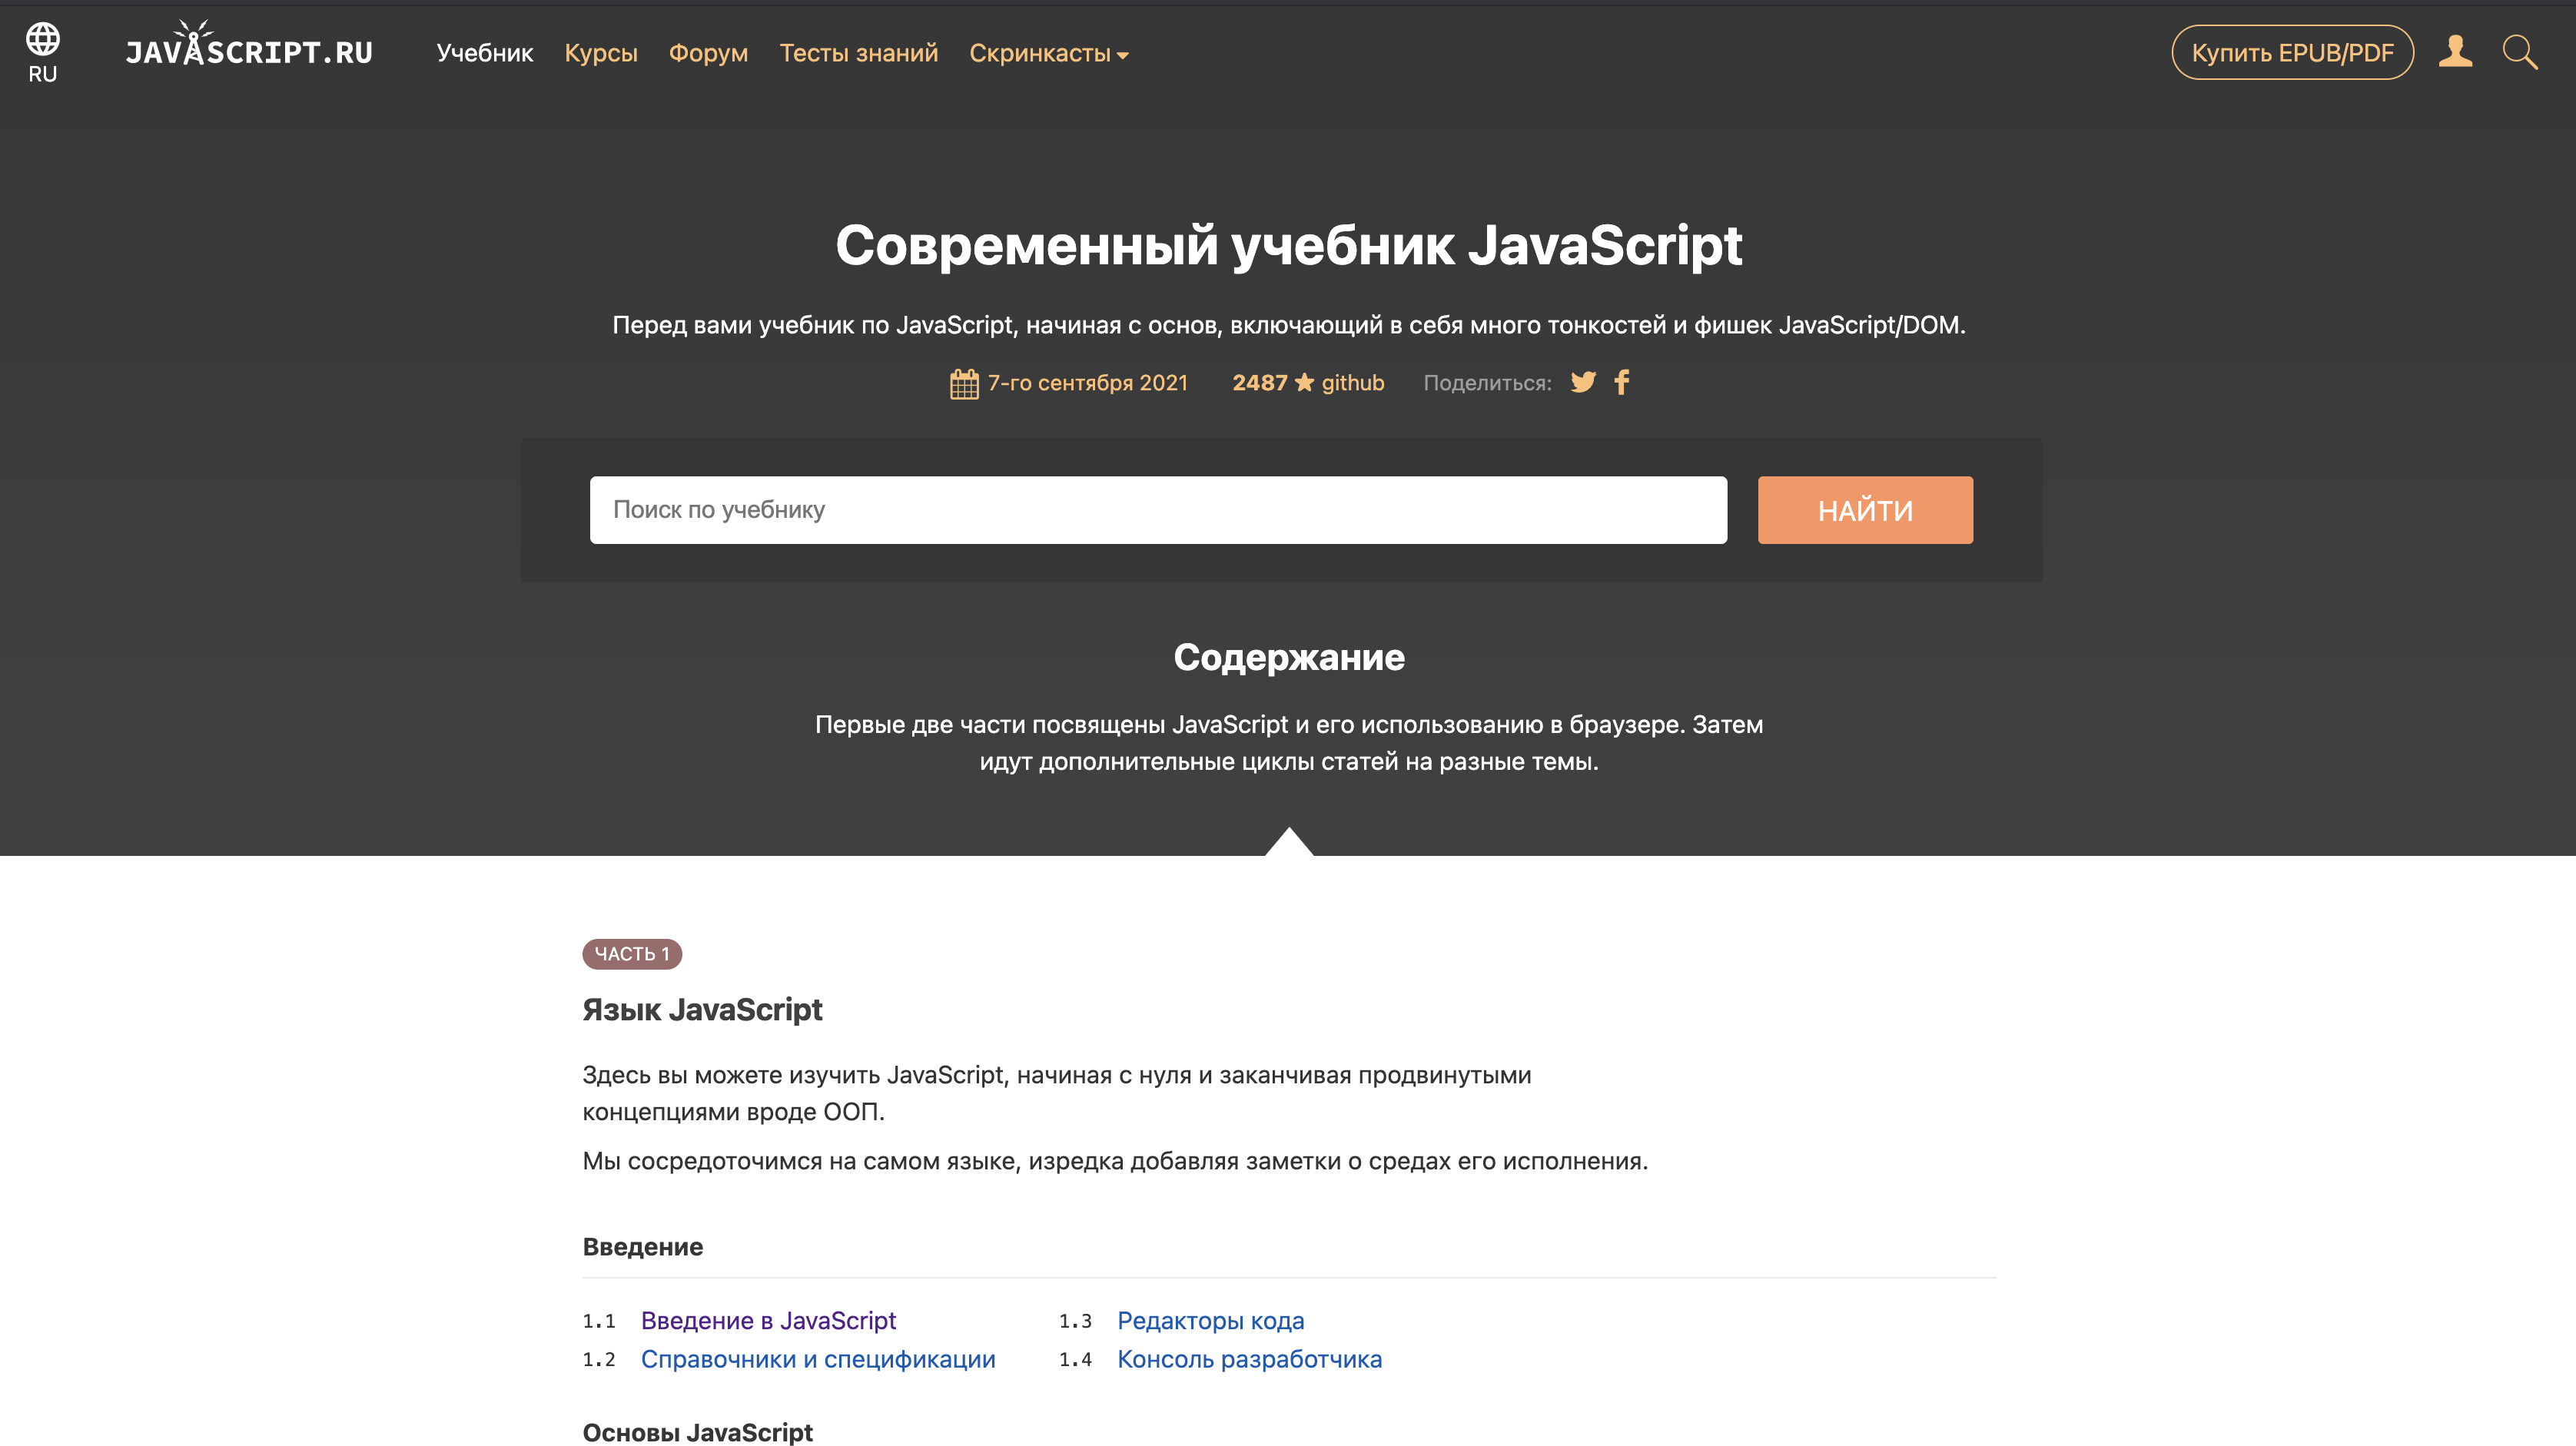 RU
JAVASCRIPT.RU
Учебник Курсы Форум Тесты знаний Скринкасты
Купить EPUB/PDF
Современный учебник JavaScript
Перед вами учебник по JavaScript, начиная с основ, включающий в себя много тонкостей и фишек JavaScript/DOM.
7-го сентября 2021 2487 ★ github Поделиться:
Поиск по учебнику НАЙТИ
Содержание
Первые две части посвящены JavaScript и его использованию в браузере. Затем
идут дополнительные циклы статей на разные темы.
ЧАСТЬ 1
Язык JavaScript
Здесь вы можете изучить JavaScript, начиная с нуля и заканчивая продвинутыми
концепциями вроде ООП.
Мы сосредоточимся на самом языке, изредка добавляя заметки о средах его исполнения.
Введение
1.1 Введение в JavaScript
1.2 Справочники и спецификации
1.3 Редакторы кода
1.4 Консоль разработчика
Основы JavaScript